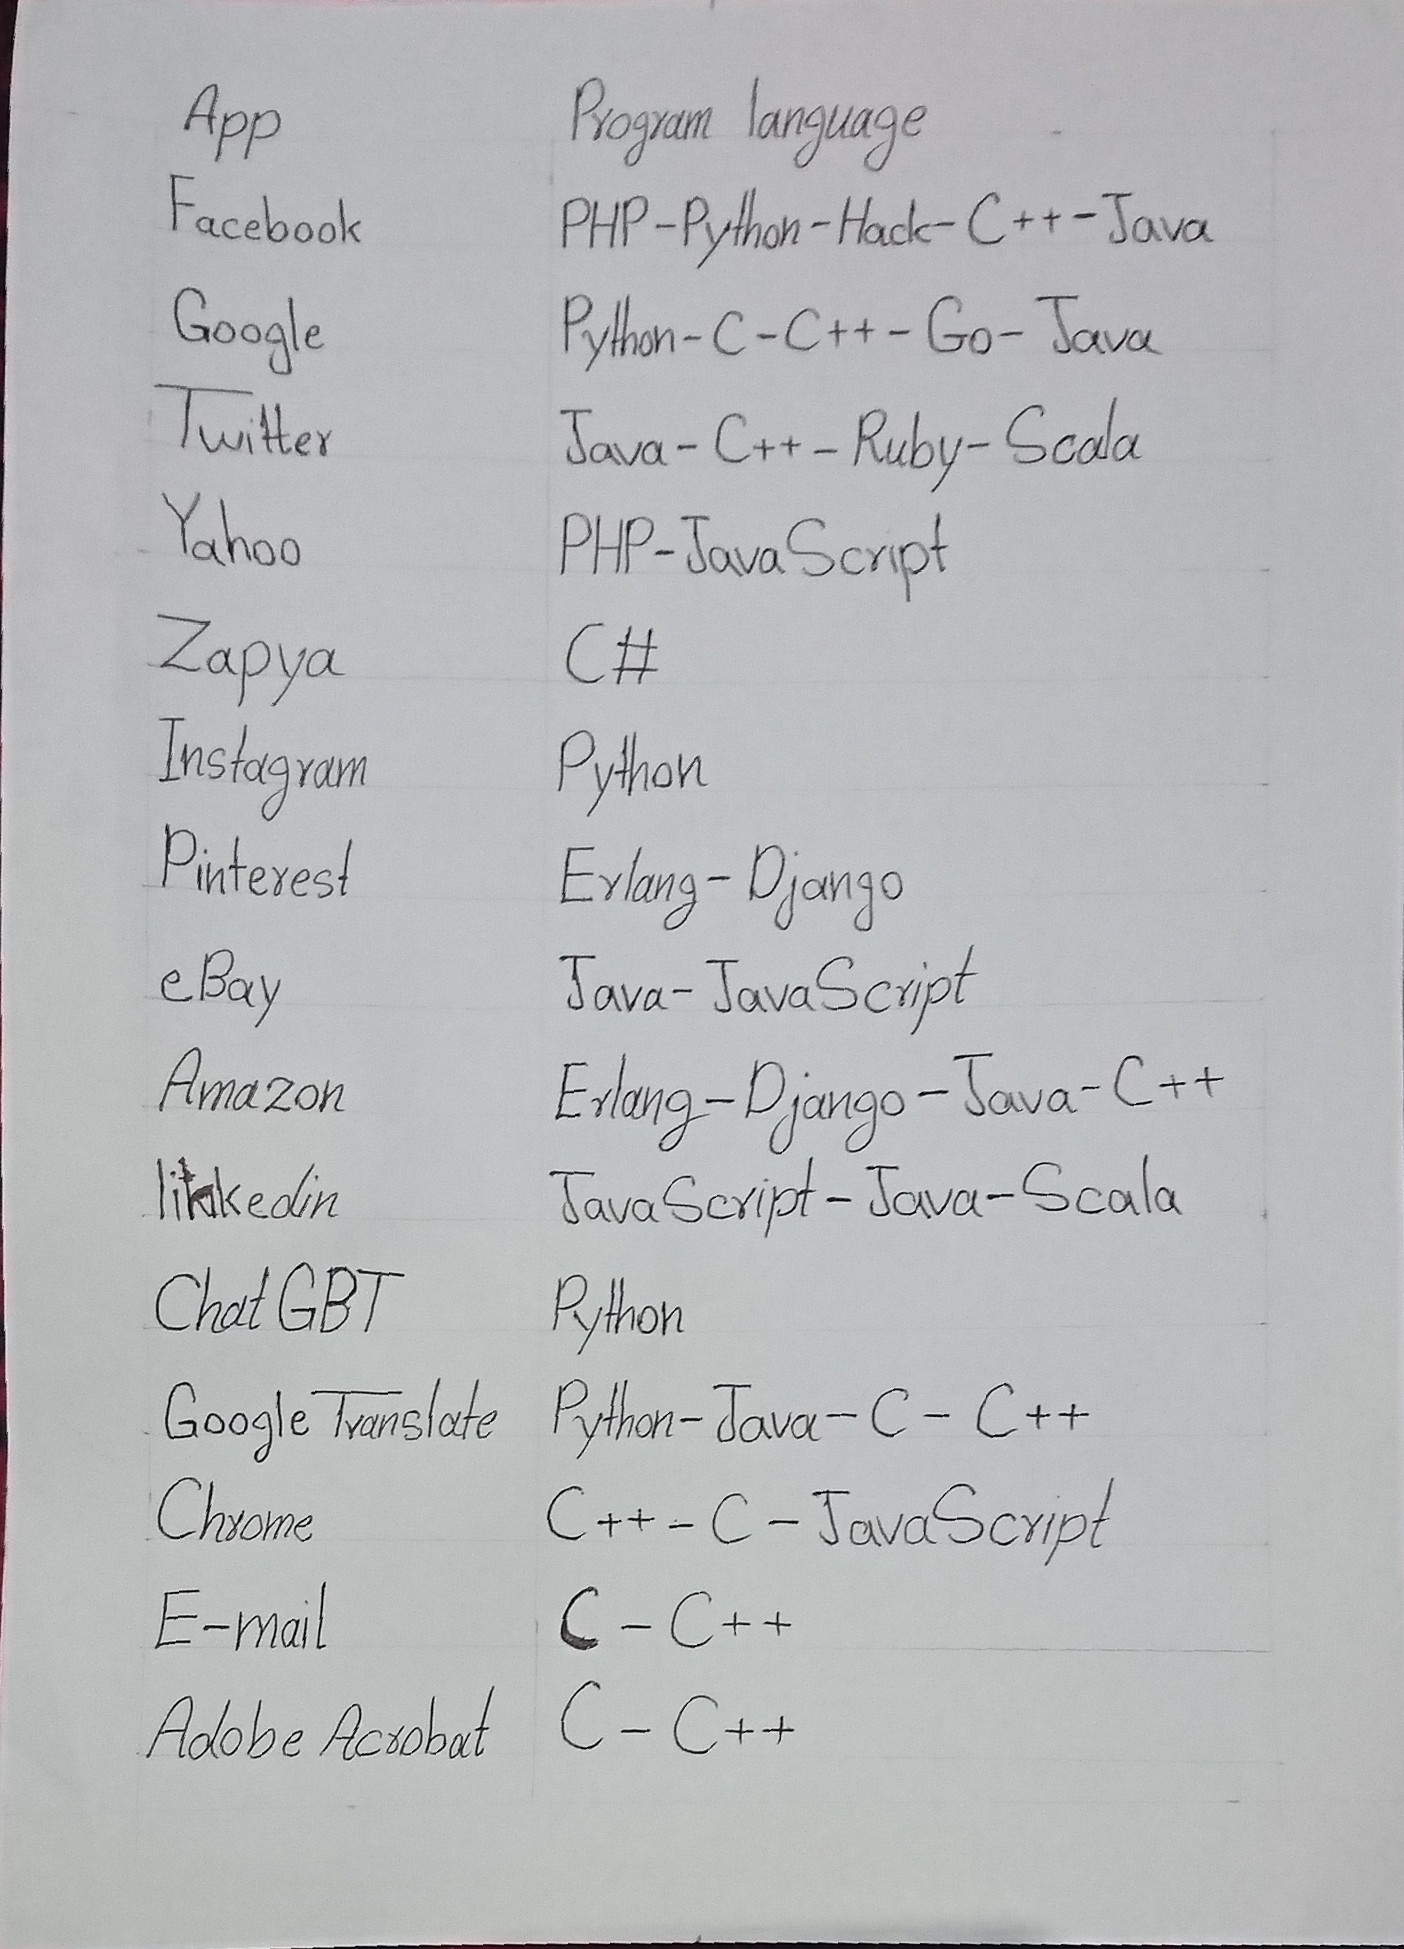 App Program language
Facebook PHP-Python-Hack-C++-Java
Google Python-C-C++-Go-Java
Twitter Java-C++-Ruby-Scala
Yahoo PHP-JavaScript
Zapya C#
Instagram Python
Pinterest Erlang-Django
eBay Java-JavaScript
Amazon Erlang-Django-Java-C++
linkedin JavaScript-Java-Scala
Chat GBT Python
Google Translate Python-Java-C-C++
Chrome C++-C-JavaScript
E-mail C-C++
Adobe Acrobat C-C++